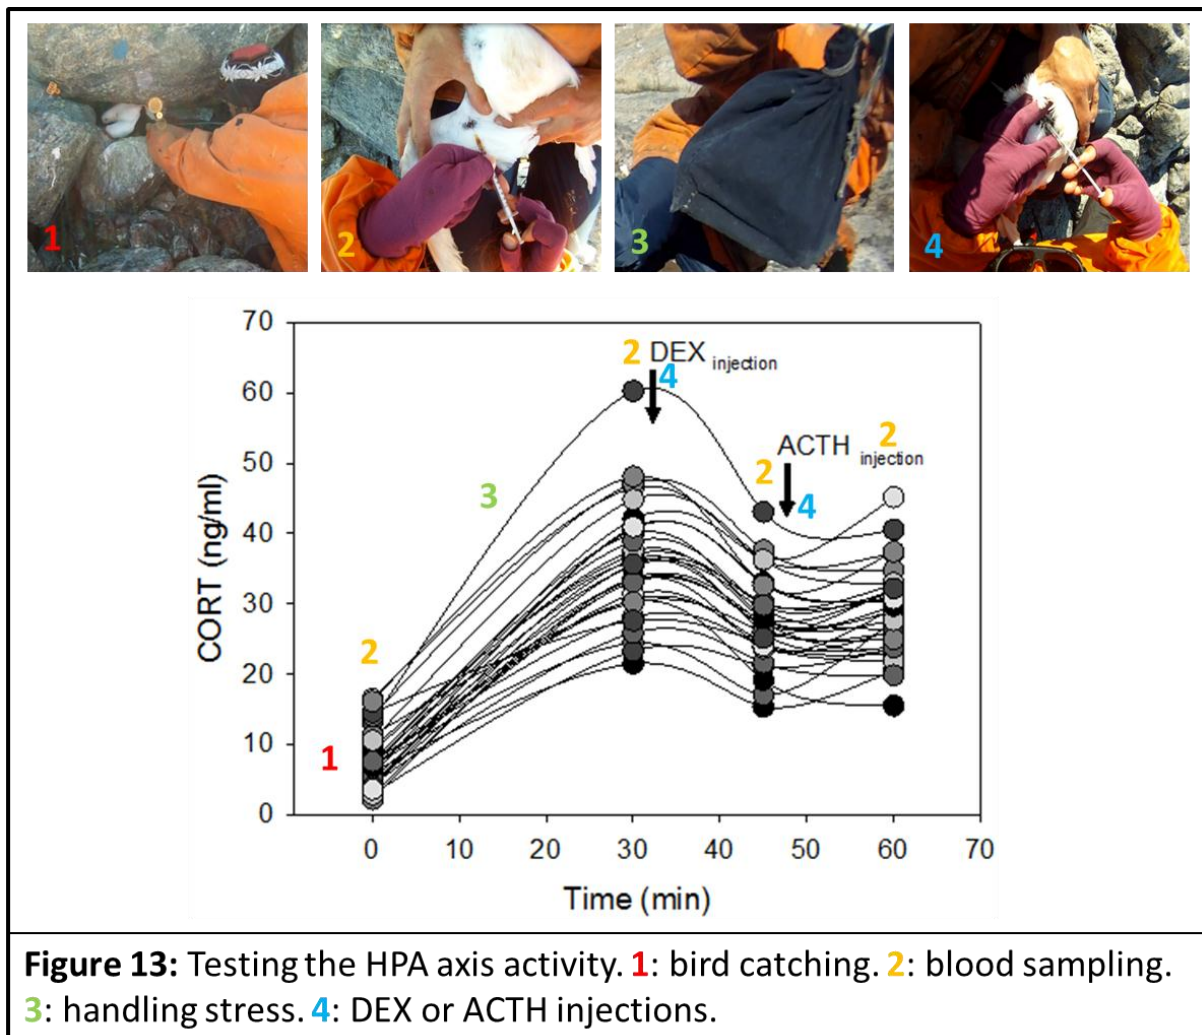 1
2
3
4
70
60
50
40
30
20
10
0
CORT (ng/ml)
2 DEX injection
4
2 ACTH injection
4
2
3
2
1
0 10 20 30 40 50 60 70
Time (min)
Figure 13: Testing the HPA axis activity. 1: bird catching. 2: blood sampling.
3: handling stress. 4: DEX or ACTH injections.